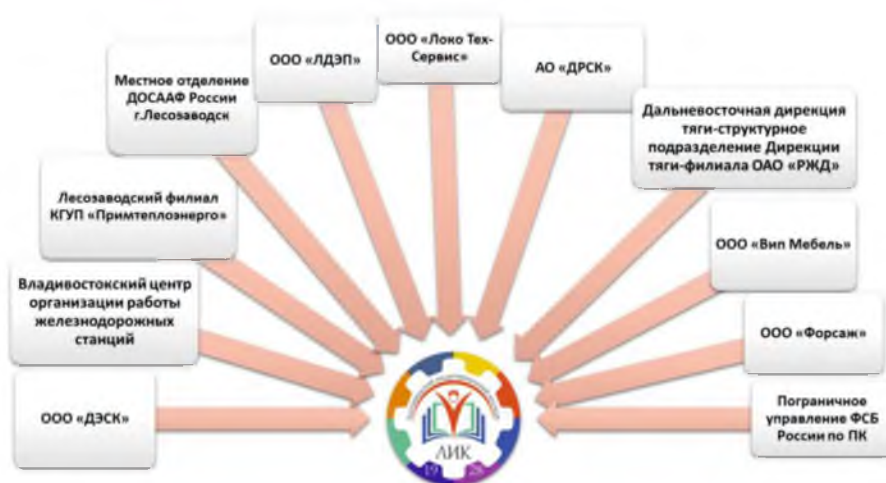 ООО «ЛДЭП»
ООО «Локо Тех-
Сервис»
АО «ДРСК»
Местное отделение
ДОСААФ России
г.Лесозаводск
Дальневосточная дирекция
тяги-структурное
подразделение Дирекции
тяги-филиала ОАО «РЖД»
Лесозаводский филиал
КГУП «Примтеплоэнерго»
ООО «Вип Мебель»
Владивостокский центр
организации работы
железнодорожных
станций
ООО «Форсаж»
ООО «ДЭСК»
Пограничное
управление ФСБ
России по ПК
ЛИК